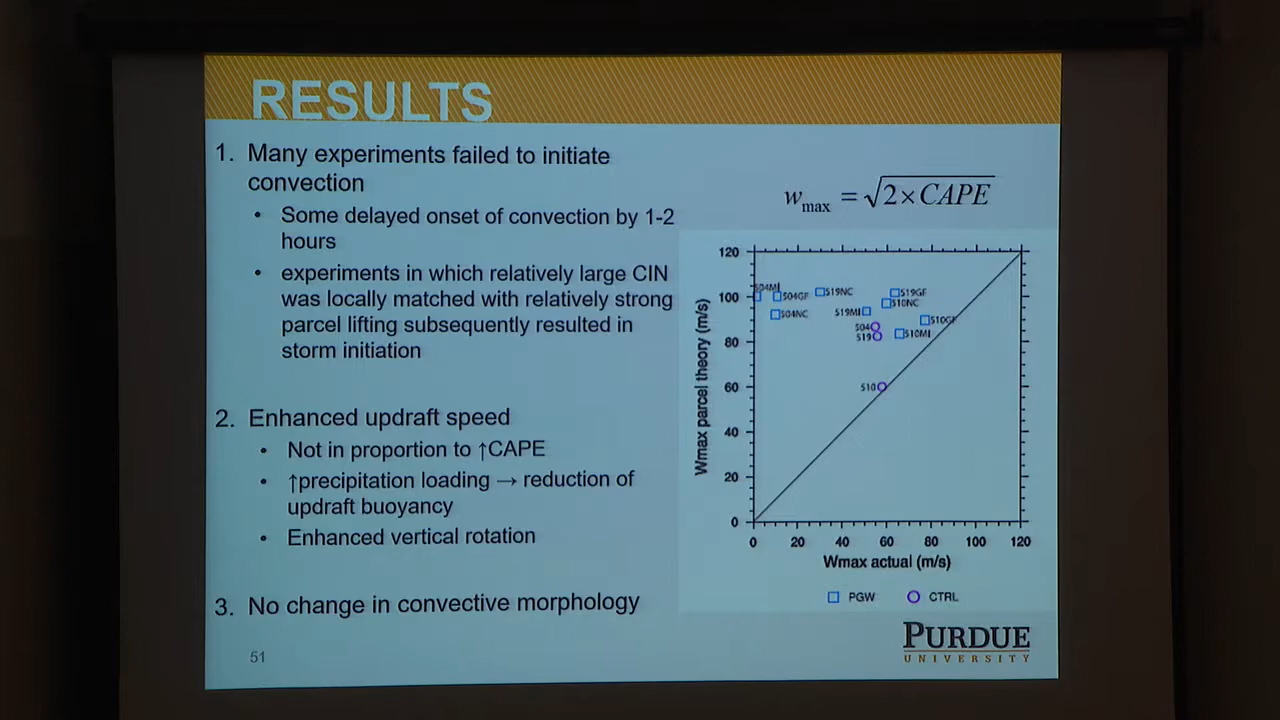 RESULTS
1. Many experiments failed to initiate
convection
• Some delayed onset of convection by 1-2
hours
• experiments in which relatively large CIN
was locally matched with relatively strong
parcel lifting subsequently resulted in
storm initiation
2. Enhanced updraft speed
• Not in proportion to ↑CAPE
• ↑precipitation loading → reduction of
updraft buoyancy
• Enhanced vertical rotation
3. No change in convective morphology
51
wmax = √2×CAPE
Wmax parcel theory (m/s)
120
100
80
60
40
20
0
S04MI
S04GF
S19NC
S19GF
S10NC
S04NC
S19MI
S10GF
S04
S19
S10MI
S10
0 20 40 60 80 100 120
Wmax actual (m/s)
PGW CTRL
PURDUE
UNIVERSITY